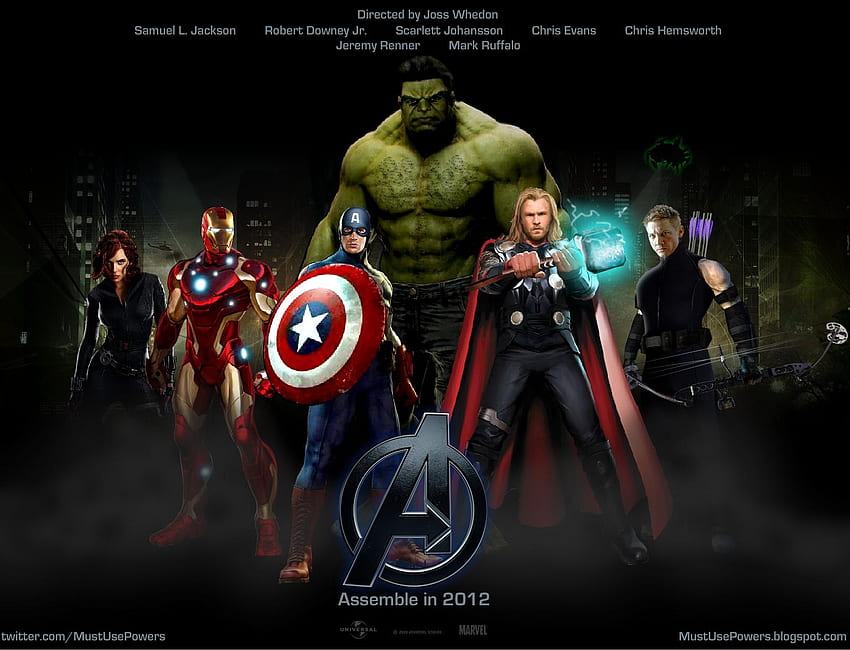 Directed by Joss Whedon
Samuel L. Jackson Robert Downey Jr. Scarlett Johansson Chris Evans Chris Hemsworth
Jeremy Renner Mark Ruffalo
A
A
Assemble in 2012
UNIVERSAL MARVEL
twitter.com/MustUsePowers MustUsePowers.blogspot.com